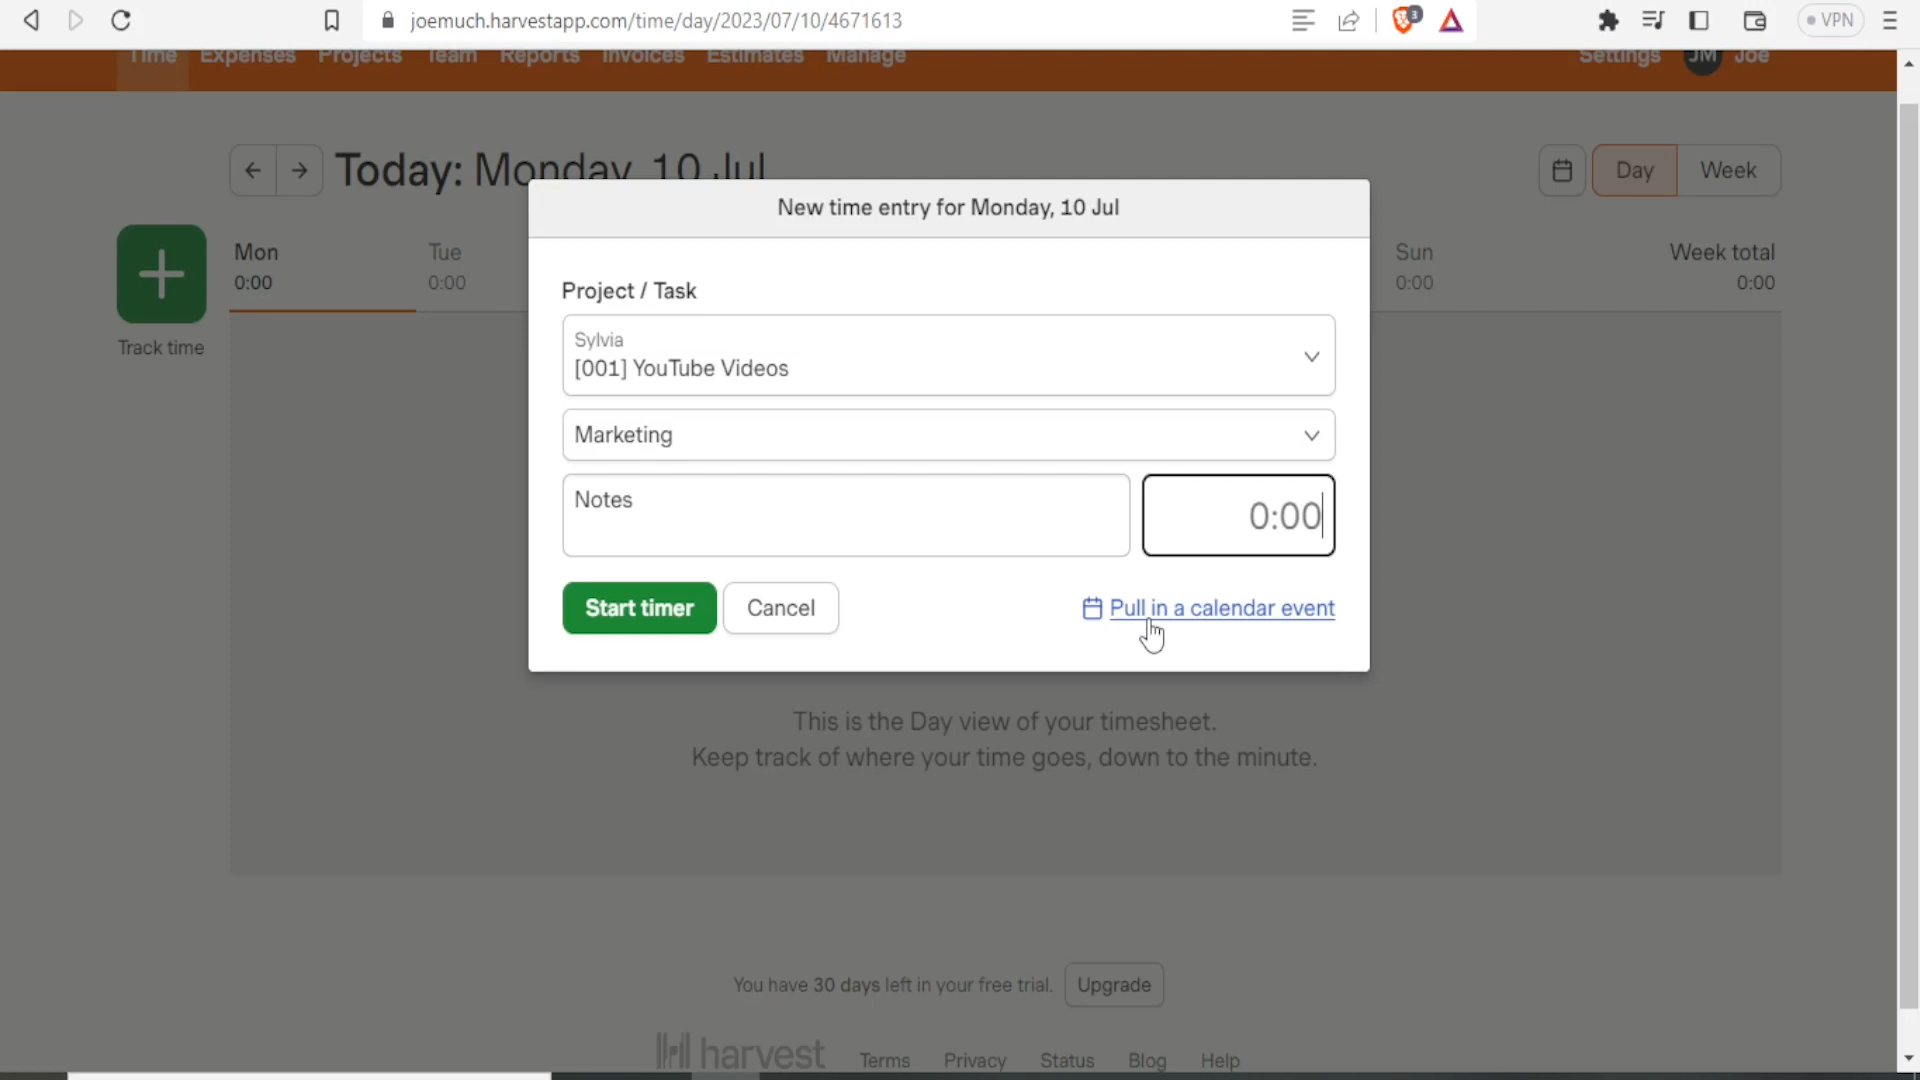 joemuch.harvestapp.com/time/day/2023/07/10/4671613
3
VPN
Time Expenses Projects Team Reports Invoices Estimates Manage
Settings JM Joe
Today: Monday, 10 Jul
Day Week
New time entry for Monday, 10 Jul
Mon
0:00
Tue
0:00
Sun
0:00
Week total
0:00
Track time
Project / Task
Sylvia
[001] YouTube Videos
Marketing
Notes
0:00
Start timer Cancel Pull in a calendar event
This is the Day view of your timesheet.
Keep track of where your time goes, down to the minute.
You have 30 days left in your free trial. Upgrade
harvest Terms Privacy Status Blog Help